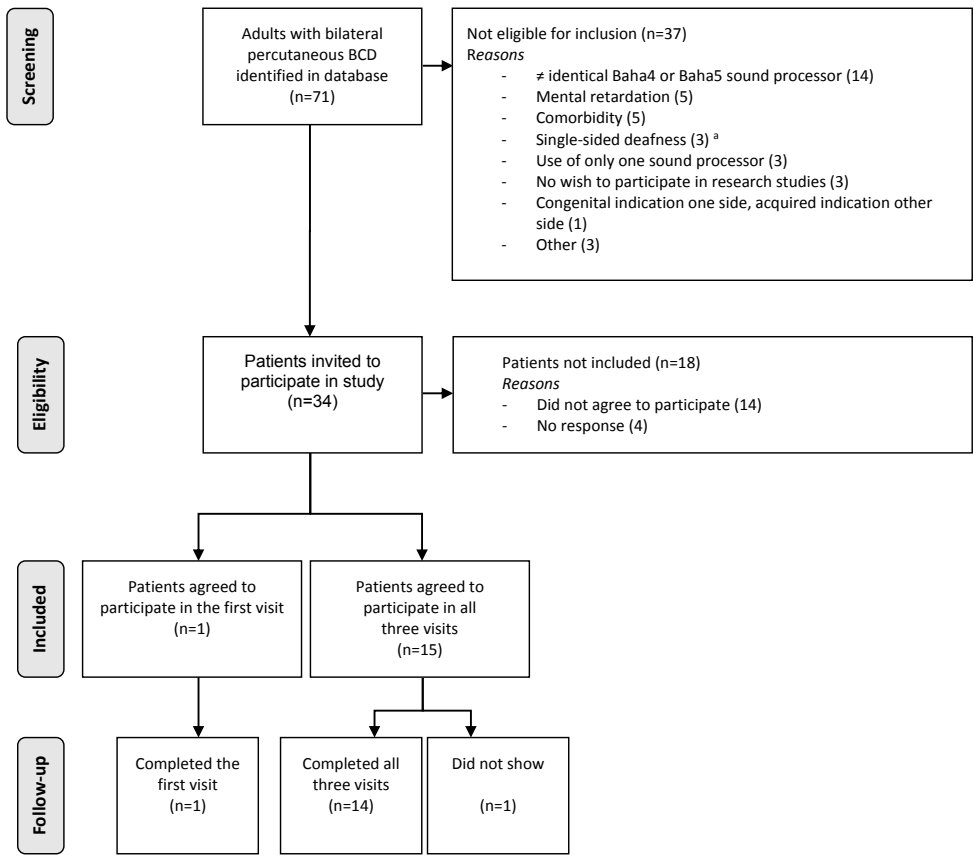 Screening
Adults with bilateral
percutaneous BCD
identified in database
(n=71)
Not eligible for inclusion (n=37)
Reasons
- ≠ identical Baha4 or Baha5 sound processor (14)
- Mental retardation (5)
- Comorbidity (5)
- Single-sided deafness (3) ª
- Use of only one sound processor (3)
- No wish to participate in research studies (3)
- Congenital indication one side, acquired indication other
side (1)
- Other (3)
Eligibility
Patients invited to
participate in study
(n=34)
Patients not included (n=18)
Reasons
- Did not agree to participate (14)
- No response (4)
Included
Patients agreed to
participate in the first visit
(n=1)
Patients agreed to
participate in all
three visits
(n=15)
Follow-up
Completed the
first visit
(n=1)
Completed all
three visits
(n=14)
Did not show
(n=1)